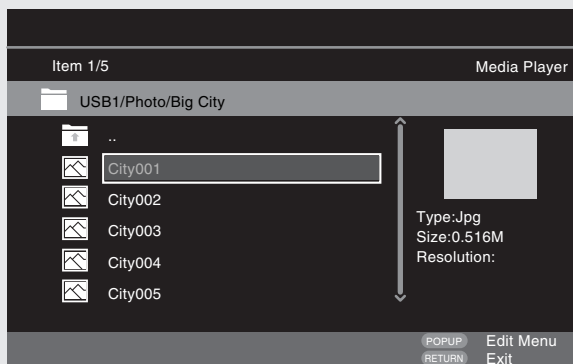 Item 1/5
Media Player
USB1/Photo/Big City
..
City001
City002
City003
City004
City005
Type:Jpg
Size:0.516M
Resolution:
POPUP Edit Menu
RETURN Exit